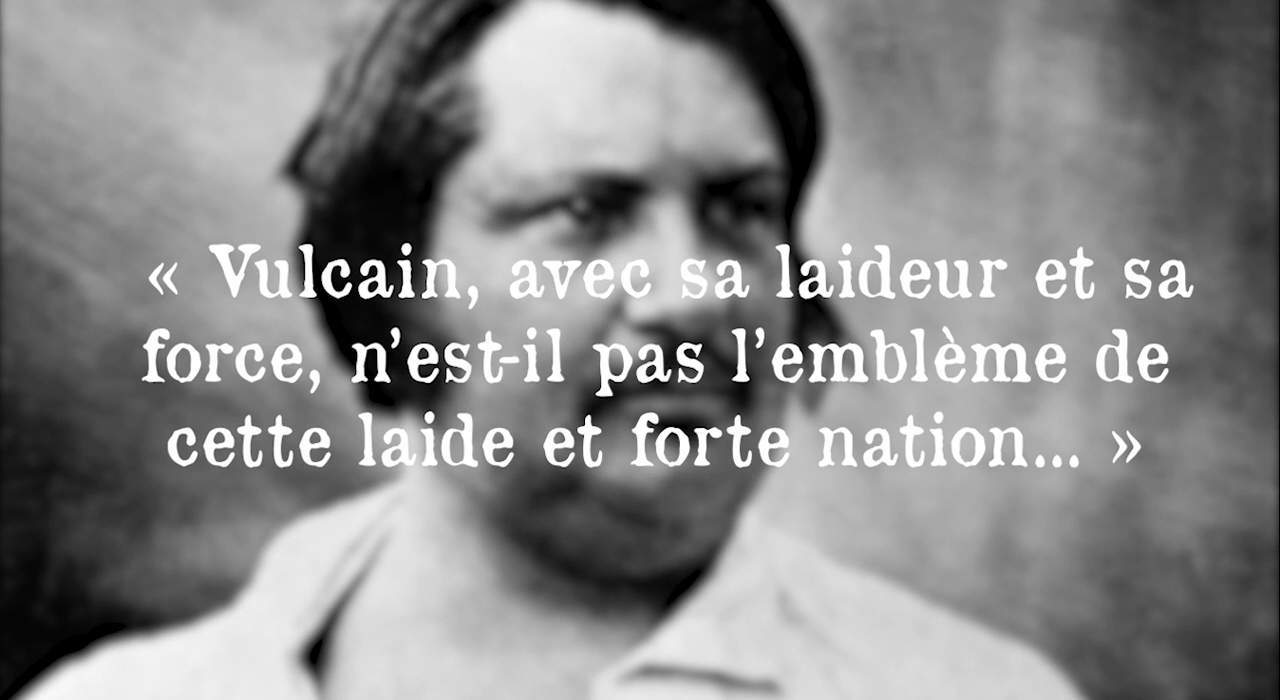 « Vulcain, avec sa laideur et sa
force, n’est-il pas l’emblème de
cette laide et forte nation... »